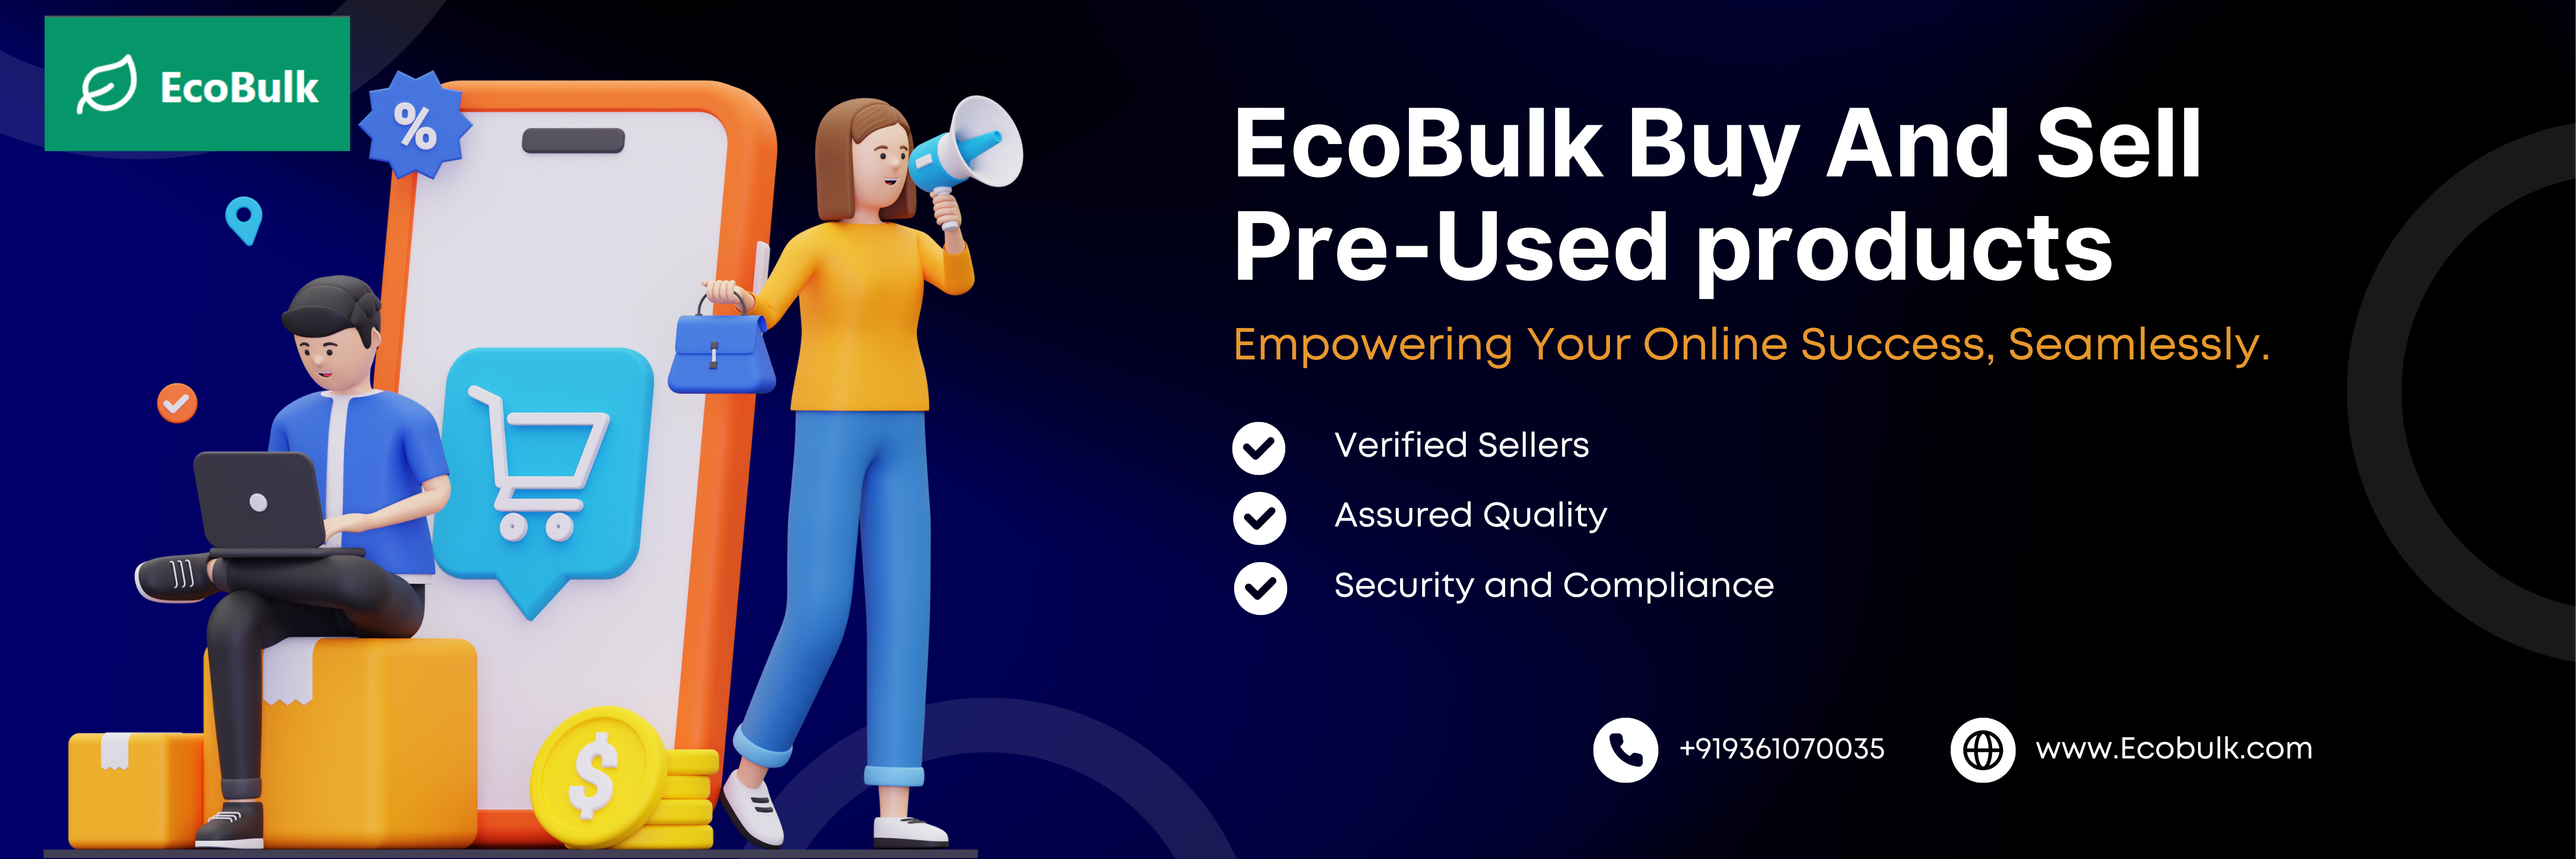 EcoBulk
%
EcoBulk Buy And Sell
Pre-Used products
Empowering Your Online Success, Seamlessly.
Verified Sellers
Assured Quality
Security and Compliance
$
+919361070035
www.Ecobulk.com